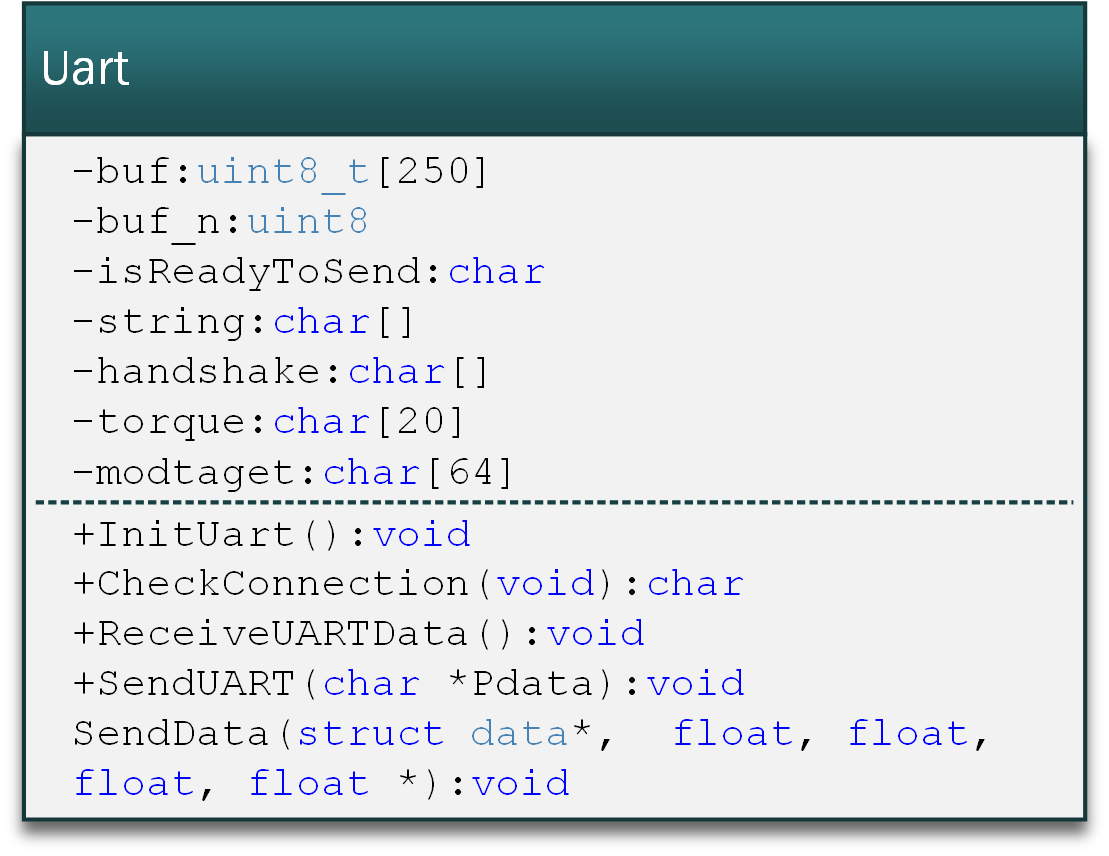 Uart
-buf:uint8_t[250]
-buf_n:uint8
-isReadyToSend:char
-string:char[]
-handshake:char[]
-torque:char[20]
-modtaget:char[64]
+InitUart():void
+CheckConnection(void):char
+ReceiveUARTData():void
+SendUART(char *Pdata):void
SendData(struct data*,  float, float,
float, float *):void